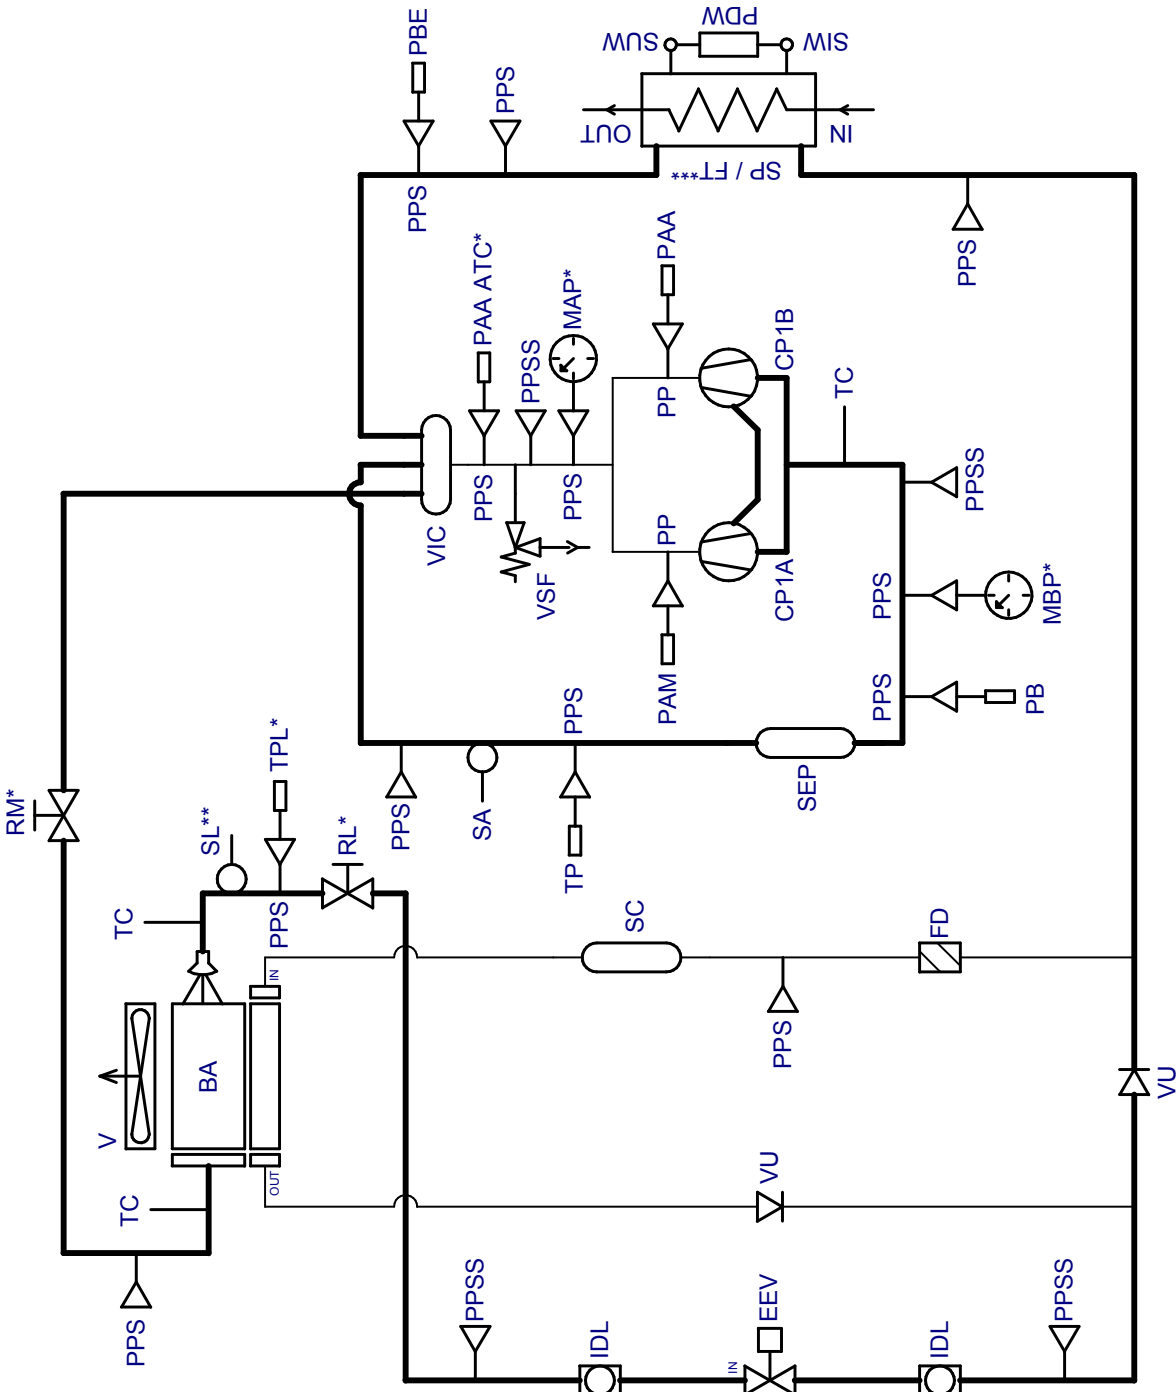 PBE
PPS
PPS
SUW
PDW
SIW
OUT
IN
SP / FT***
PPS
PAA ATC*
PPSS
MAP*
PAA
PPS
PPS
VIC
VSF
PP
PP
CP1B
CP1A
PAM
TC
PPSS
PPS
MBP*
PPS
PB
RM*
SL**
TPL*
RL*
PPS
PPS
SA
PPS
TP
SEP
TC
V
BA
IN
OUT
TC
PPS
SC
FD
PPS
VU
VU
PPSS
IDL
IN
EEV
IDL
PPSS